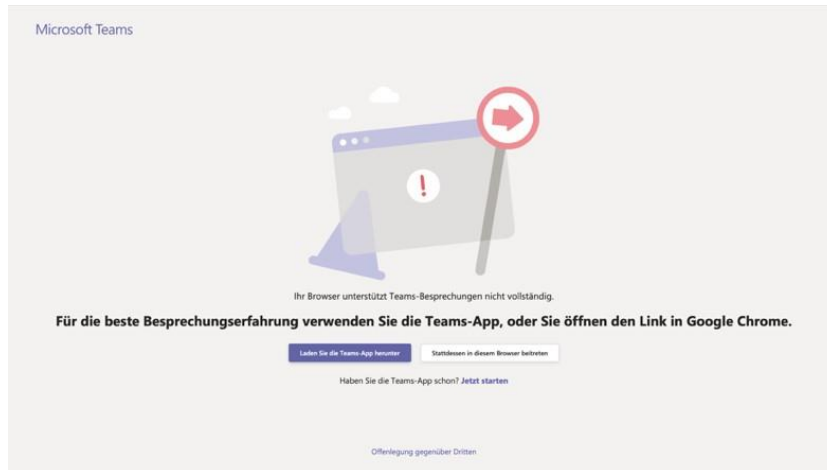 Microsoft Teams
Ihr Browser unterstützt Teams-Besprechungen nicht vollständig.
Für die beste Besprechungserfahrung verwenden Sie die Teams-App, oder Sie öffnen den Link in Google Chrome.
Laden Sie die Teams-App herunter
Stattdessen in diesem Browser beitreten
Haben Sie die Teams-App schon? Jetzt starten
Offenlegung gegenüber Dritten